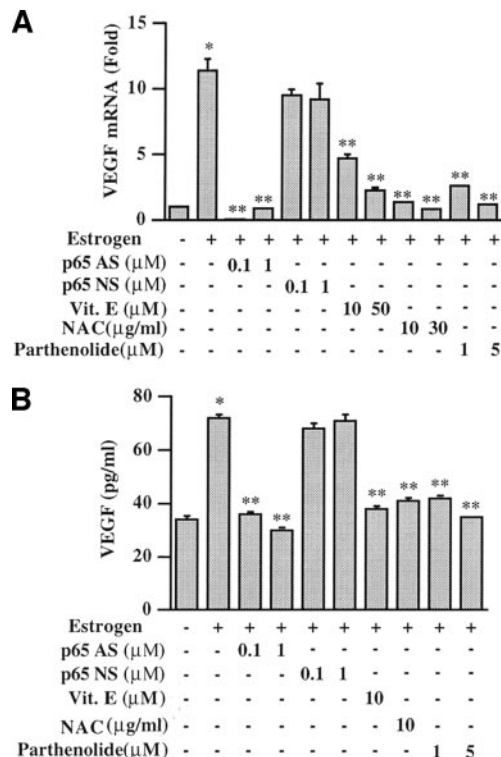 A
VEGF mRNA (Fold)
15
10
5
0
*
**
**
**
**
**
**
**
**
Estrogen - + + + + + + + + + + +
p65 AS (µM) - - 0.1 1 - - - - - - - -
p65 NS (µM) - - - - 0.1 1 - - - - - -
Vit. E (µM) - - - - - - 10 50 - - - -
NAC(µg/ml) - - - - - - - - 10 30 - -
Parthenolide(µM) - - - - - - - - - - 1 5
B
VEGF (pg/ml)
80
60
40
20
0
*
**
**
**
**
**
**
Estrogen - + + + + + + + + +
p65 AS (µM) - - 0.1 1 - - - - - -
p65 NS (µM) - - - - 0.1 1 - - - -
Vit. E (µM) - - - - - - 10 - - -
NAC (µg/ml) - - - - - - - 10 - -
Parthenolide(µM) - - - - - - - - 1 5